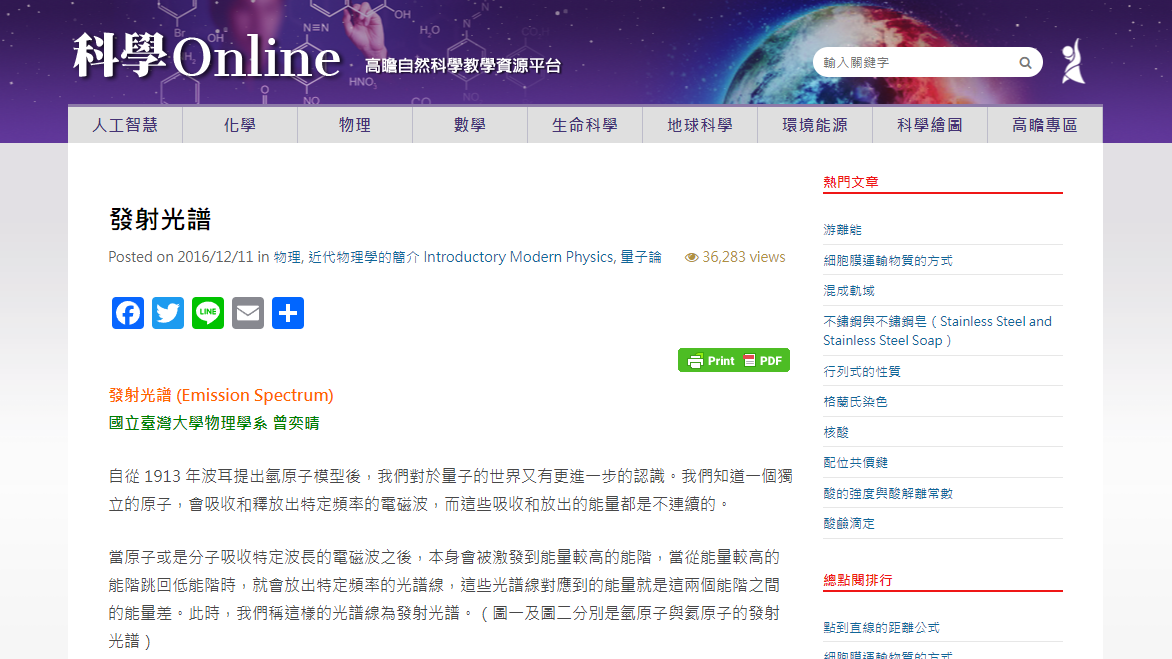 科學Online
高瞻自然科學教學資源平台
輸入關鍵字
Br
OH
N≡N
H₂O
HNO₃
O
NO
人工智慧
化學
物理
數學
生命科學
地球科學
環境能源
科學繪圖
高瞻專區
發射光譜
Posted on 2016/12/11 in 物理, 近代物理學的簡介 Introductory Modern Physics, 量子論
36,283 views
LINE
Print PDF
發射光譜 (Emission Spectrum)
國立臺灣大學物理學系 曾奕晴
自從 1913 年波耳提出氫原子模型後，我們對於量子的世界又有更進一步的認識。我們知道一個獨
立的原子，會吸收和釋放出特定頻率的電磁波，而這些吸收和放出的能量都是不連續的。
當原子或是分子吸收特定波長的電磁波之後，本身會被激發到能量較高的能階，當從能量較高的
能階跳回低能階時，就會放出特定頻率的光譜線，這些光譜線對應到的能量就是這兩個能階之間
的能量差。此時，我們稱這樣的光譜線為發射光譜。（圖一及圖二分別是氫原子與氦原子的發射
光譜）
熱門文章
游離能
細胞膜運輸物質的方式
混成軌域
不鏽鋼與不鏽鋼皂（Stainless Steel and
Stainless Steel Soap）
行列式的性質
格蘭氏染色
核酸
配位共價鍵
酸的強度與酸解離常數
酸鹼滴定
總點閱排行
點到直線的距離公式
細胞膜運輸物質的方式